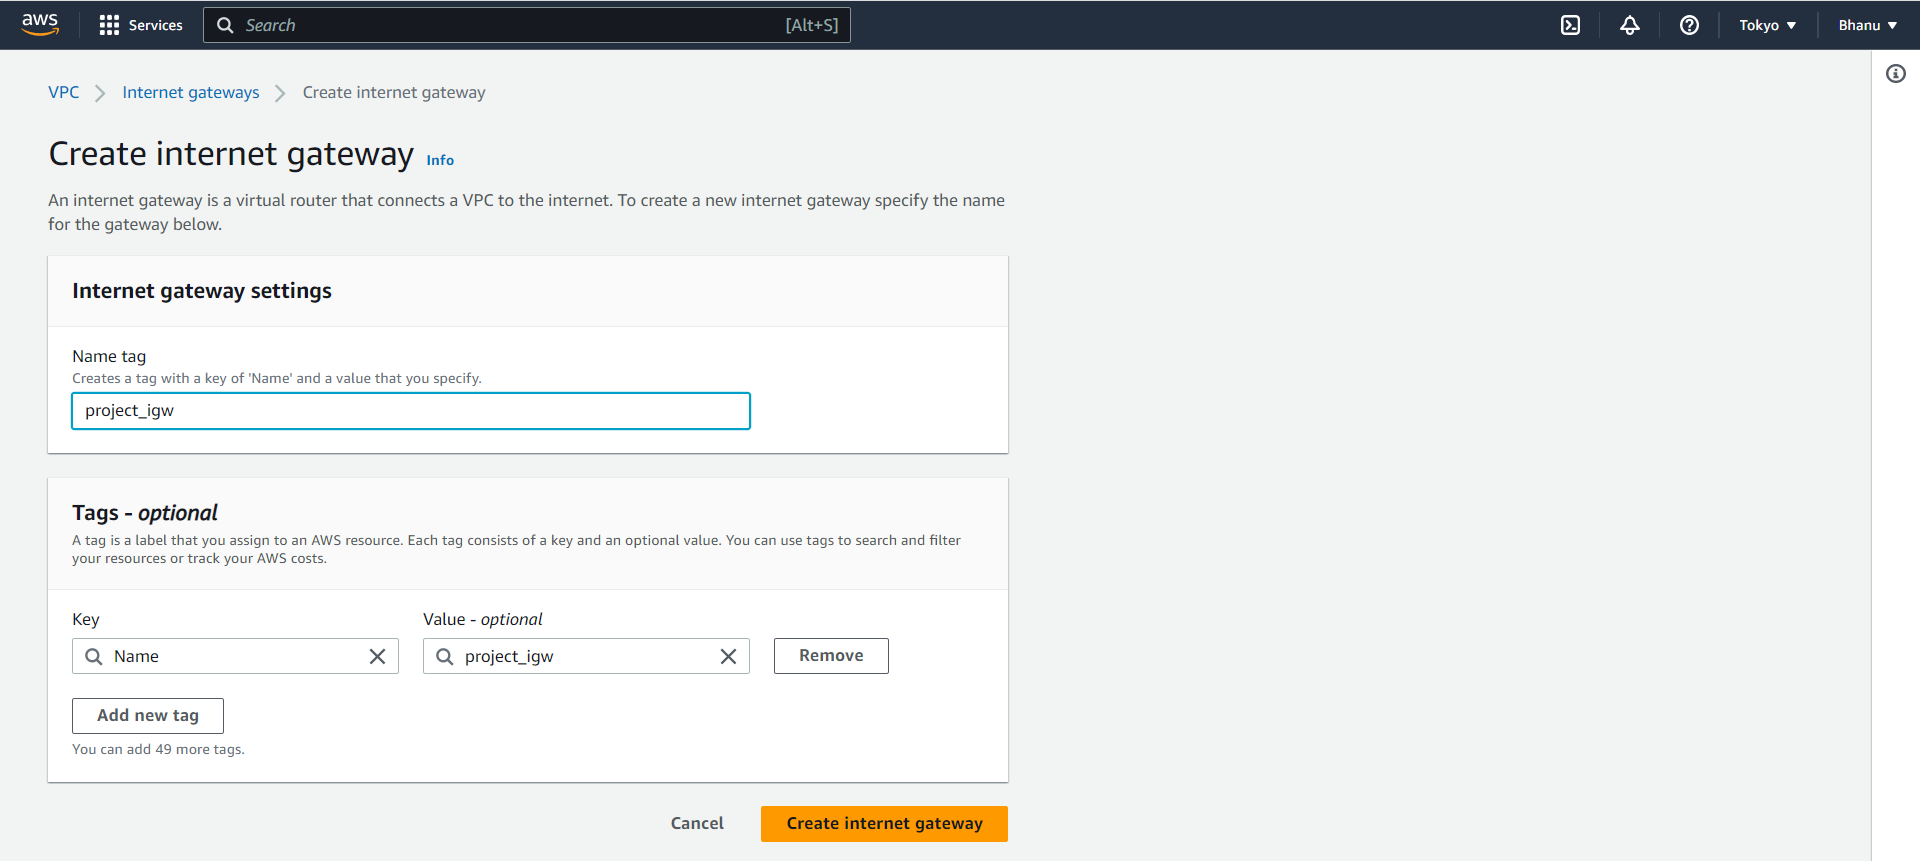 aws
Services
Search
[Alt+S]
Tokyo
Bhanu
VPC
Internet gateways
Create internet gateway
Create internet gateway Info
An internet gateway is a virtual router that connects a VPC to the internet. To create a new internet gateway specify the name
for the gateway below.
Internet gateway settings
Name tag
Creates a tag with a key of 'Name' and a value that you specify.
project_igw
Tags - optional
A tag is a label that you assign to an AWS resource. Each tag consists of a key and an optional value. You can use tags to search and filter
your resources or track your AWS costs.
Key
Value - optional
Name
project_igw
Remove
Add new tag
You can add 49 more tags.
Cancel
Create internet gateway